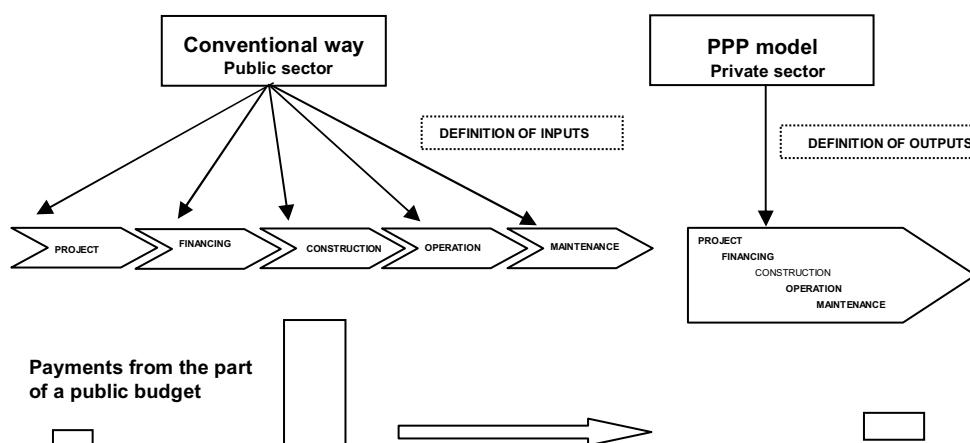 Conventional way
Public sector
PPP model
Private sector
DEFINITION OF INPUTS
DEFINITION OF OUTPUTS
PROJECT
FINANCING
CONSTRUCTION
OPERATION
MAINTENANCE
PROJECT
FINANCING
CONSTRUCTION
OPERATION
MAINTENANCE
Payments from the part
of a public budget